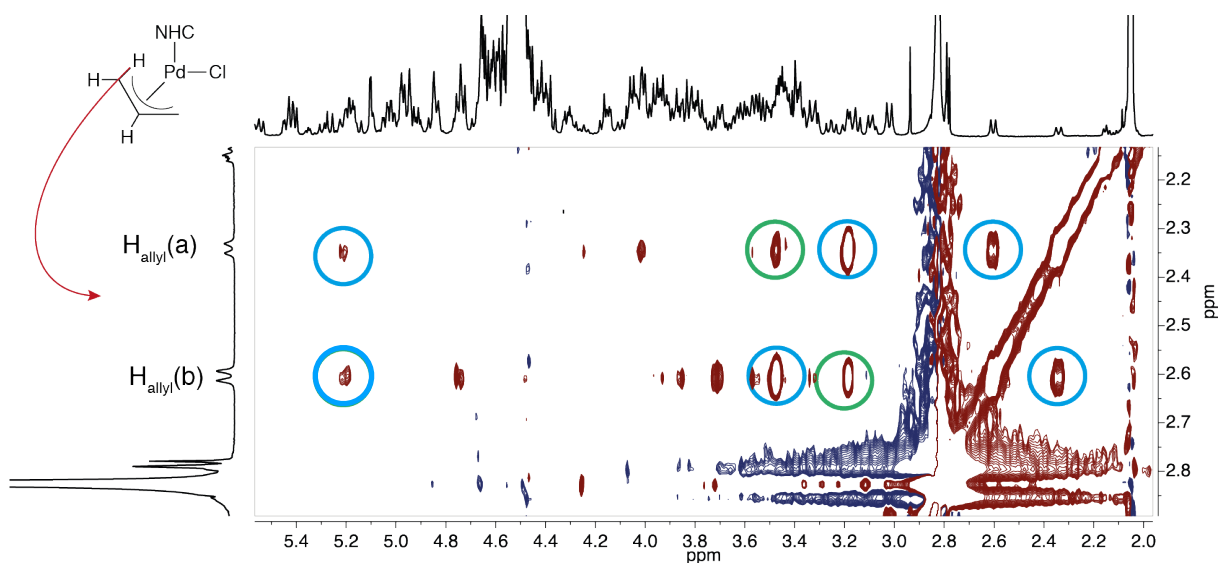 NHC
H
H
Pd
Cl
H
H allyl (a)
H allyl (b)
2.2
2.3
2.4
2.5
2.6
2.7
2.8
ppm
5.4 5.2 5.0 4.8 4.6 4.4 4.2 4.0 3.8 3.6 3.4 3.2 3.0 2.8 2.6 2.4 2.2 2.0
ppm